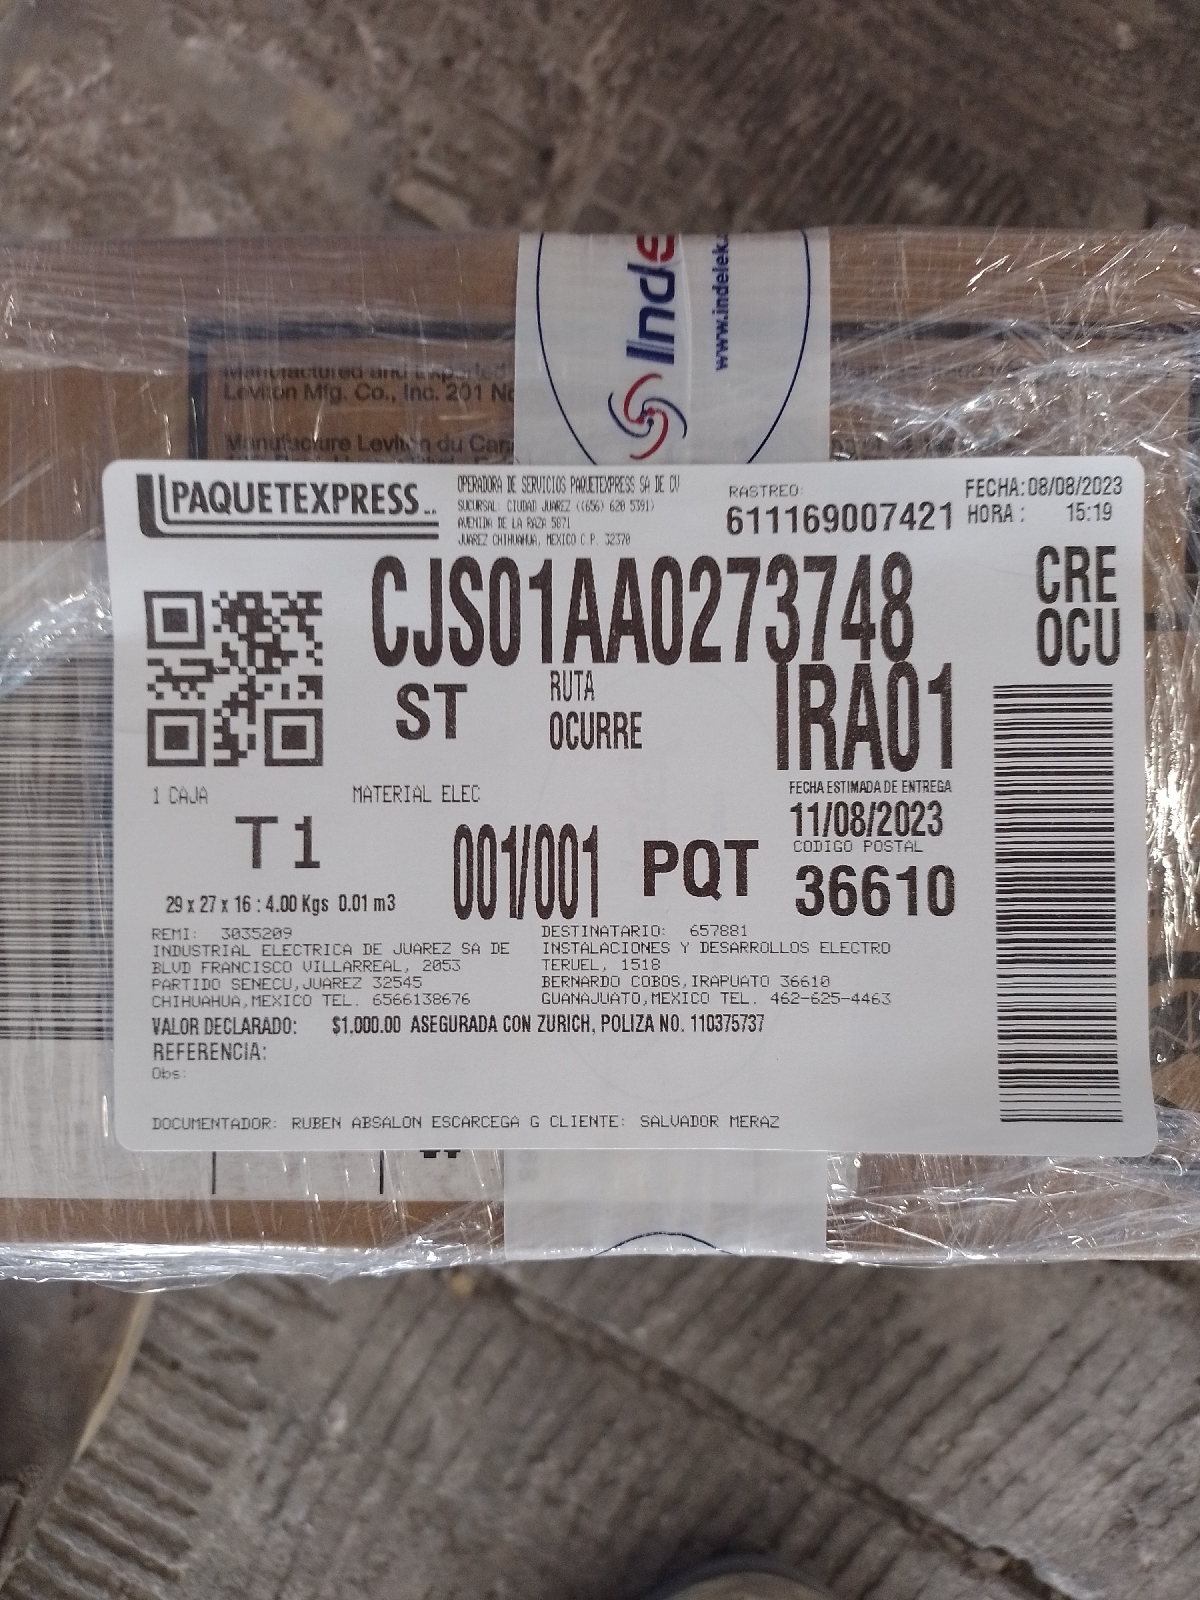 Inde
www.indelek.
Manufactured and Exported
Leviton Mfg. Co., Inc. 201 No
Manufacture Leviton du Can
PAQUETEXPRESS
OPERADORA DE SERVICIOS PAQUETEXPRESS SA DE CV
SUCURSAL: CIUDAD JUAREZ ((656) 620 5391)
AVENIDA DE LA RAZA 5871
JUAREZ CHIHUAHUA, MEXICO C.P. 32370
RASTREO:
611169007421
FECHA:08/08/2023
HORA: 15:19
CJS01AA0273748
CRE
OCU
ST
RUTA
OCURRE
IRA01
1 CAJA
MATERIAL ELEC
FECHA ESTIMADA DE ENTREGA
11/08/2023
T1
001/001
PQT
CODIGO POSTAL
36610
29 x 27 x 16 : 4.00 Kgs 0.01 m3
REMI: 3035209
INDUSTRIAL ELECTRICA DE JUAREZ SA DE
BLVD FRANCISCO VILLARREAL, 2053
PARTIDO SENECU,JUAREZ 32545
CHIHUAHUA,MEXICO TEL. 6566138676
DESTINATARIO: 657881
INSTALACIONES Y DESARROLLOS ELECTRO
TERUEL, 1518
BERNARDO COBOS,IRAPUATO 36610
GUANAJUATO,MEXICO TEL. 462-625-4463
VALOR DECLARADO: $1,000.00 ASEGURADA CON ZURICH, POLIZA NO. 110375737
REFERENCIA:
Obs:
DOCUMENTADOR: RUBEN ABSALON ESCARCEGA G CLIENTE: SALVADOR MERAZ